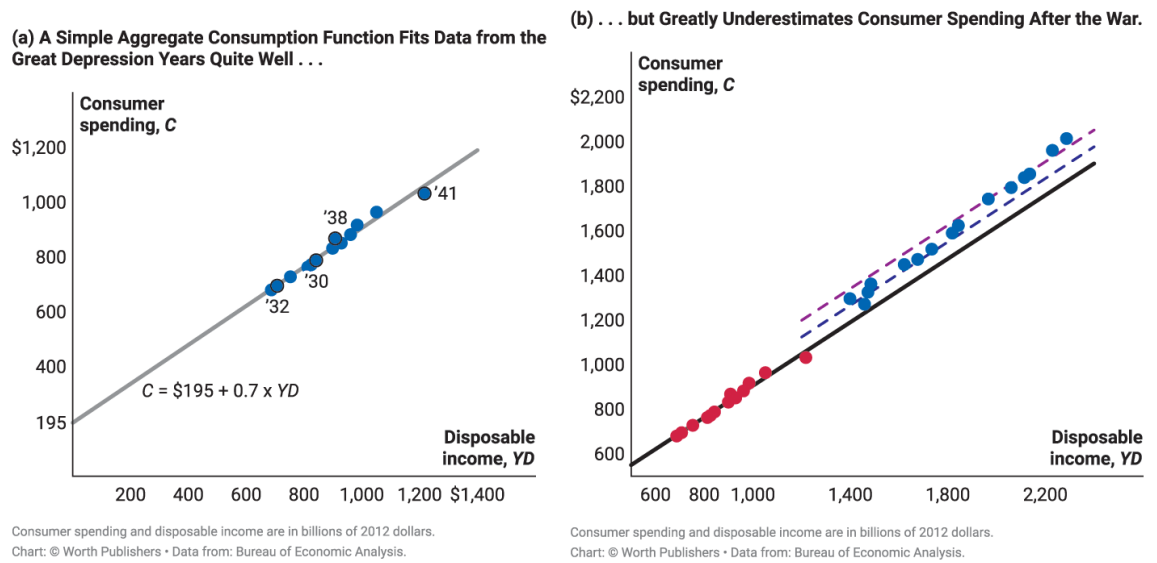 (a) A Simple Aggregate Consumption Function Fits Data from the
Great Depression Years Quite Well . . .
Consumer
spending, C
$1,200
1,000
800
600
400
195
’41
’38
’30
’32
C = $195 + 0.7 x YD
Disposable
income, YD
200 400 600 800 1,000 1,200 $1,400
Consumer spending and disposable income are in billions of 2012 dollars.
Chart: © Worth Publishers • Data from: Bureau of Economic Analysis.
(b) . . . but Greatly Underestimates Consumer Spending After the War.
Consumer
spending, C
$2,200
2,000
1,800
1,600
1,400
1,200
1,000
800
600
Disposable
income, YD
600 800 1,000 1,400 1,800 2,200
Consumer spending and disposable income are in billions of 2012 dollars.
Chart: © Worth Publishers • Data from: Bureau of Economic Analysis.